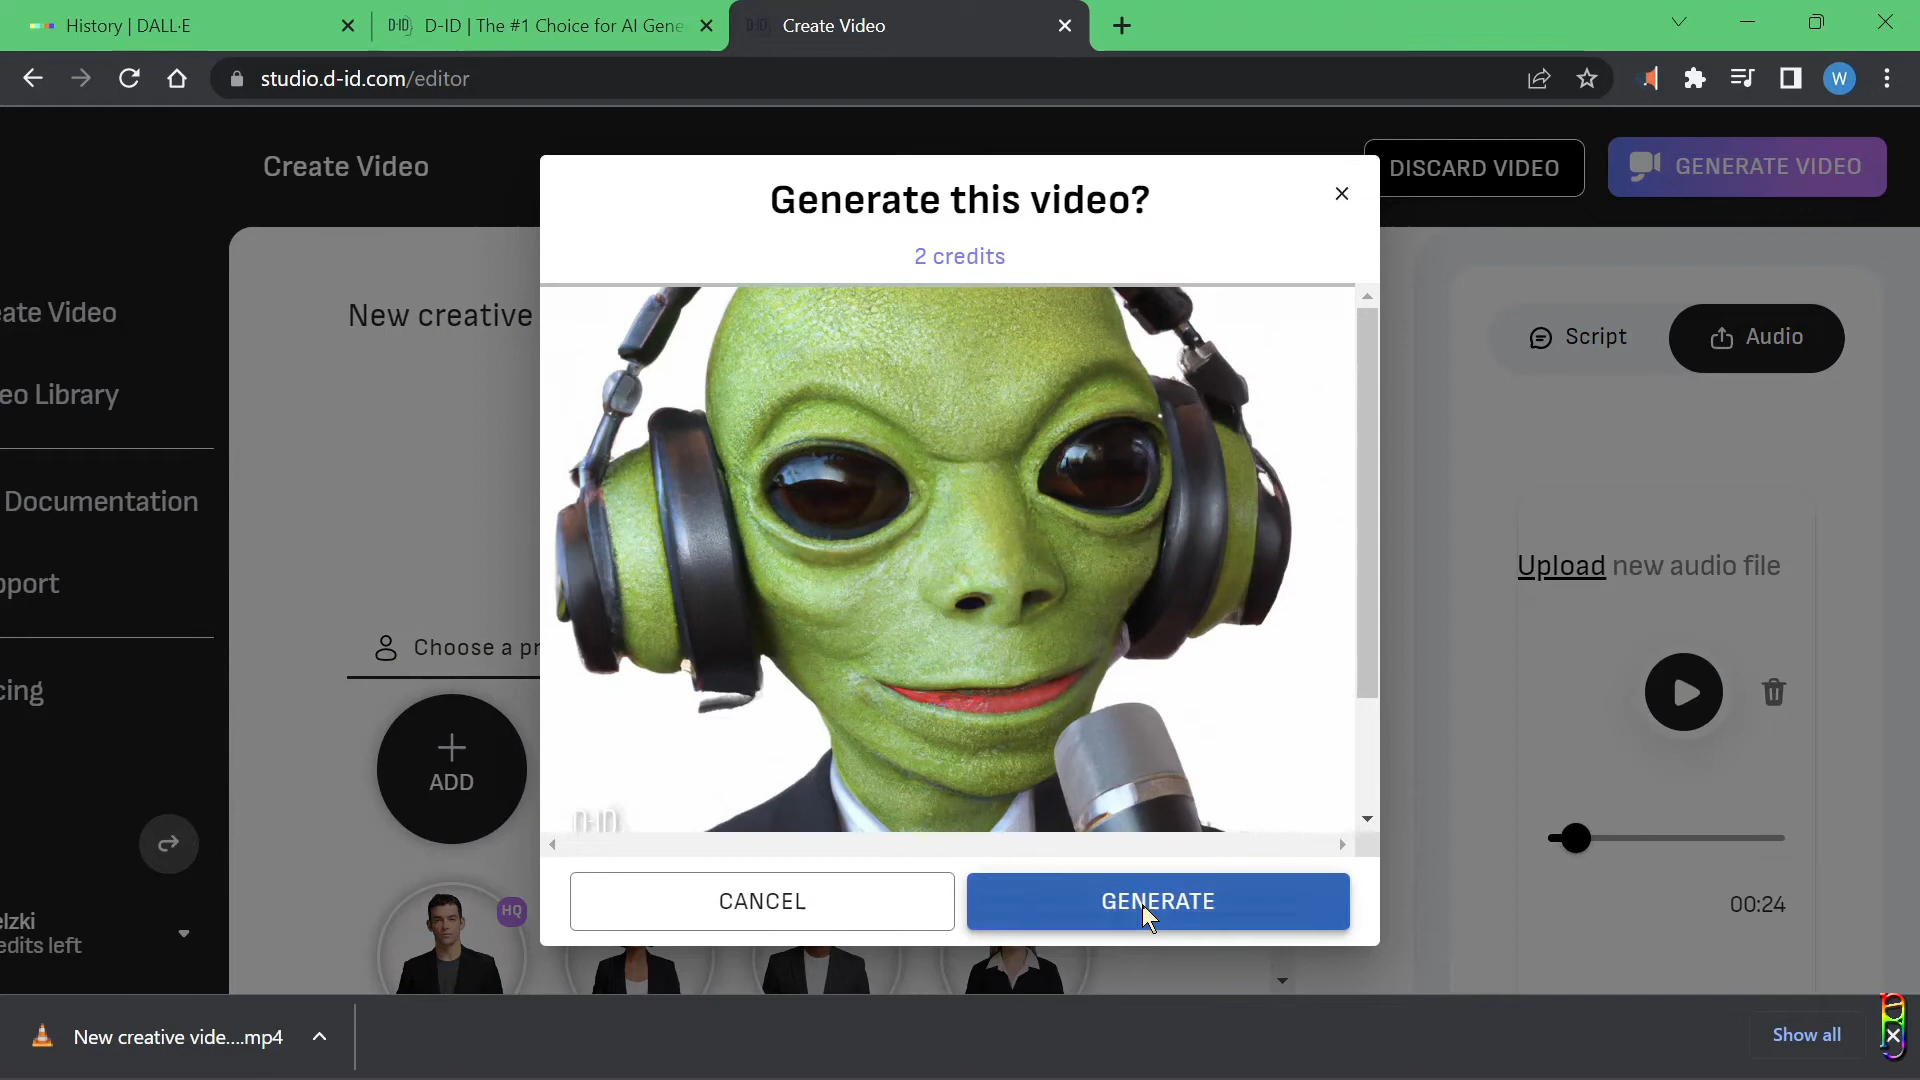 History | DALL·E
D-ID | The #1 Choice for AI Gene
Create Video
studio.d-id.com/editor
W
Create Video
DISCARD VIDEO
GENERATE VIDEO
Generate this video?
2 credits
eate Video
eo Library
Documentation
pport
cing
elzki
edits left
New creative
Choose a pr
ADD
HQ
D-ID
CANCEL
GENERATE
Script
Audio
Upload new audio file
00:24
New creative vide....mp4
Show all